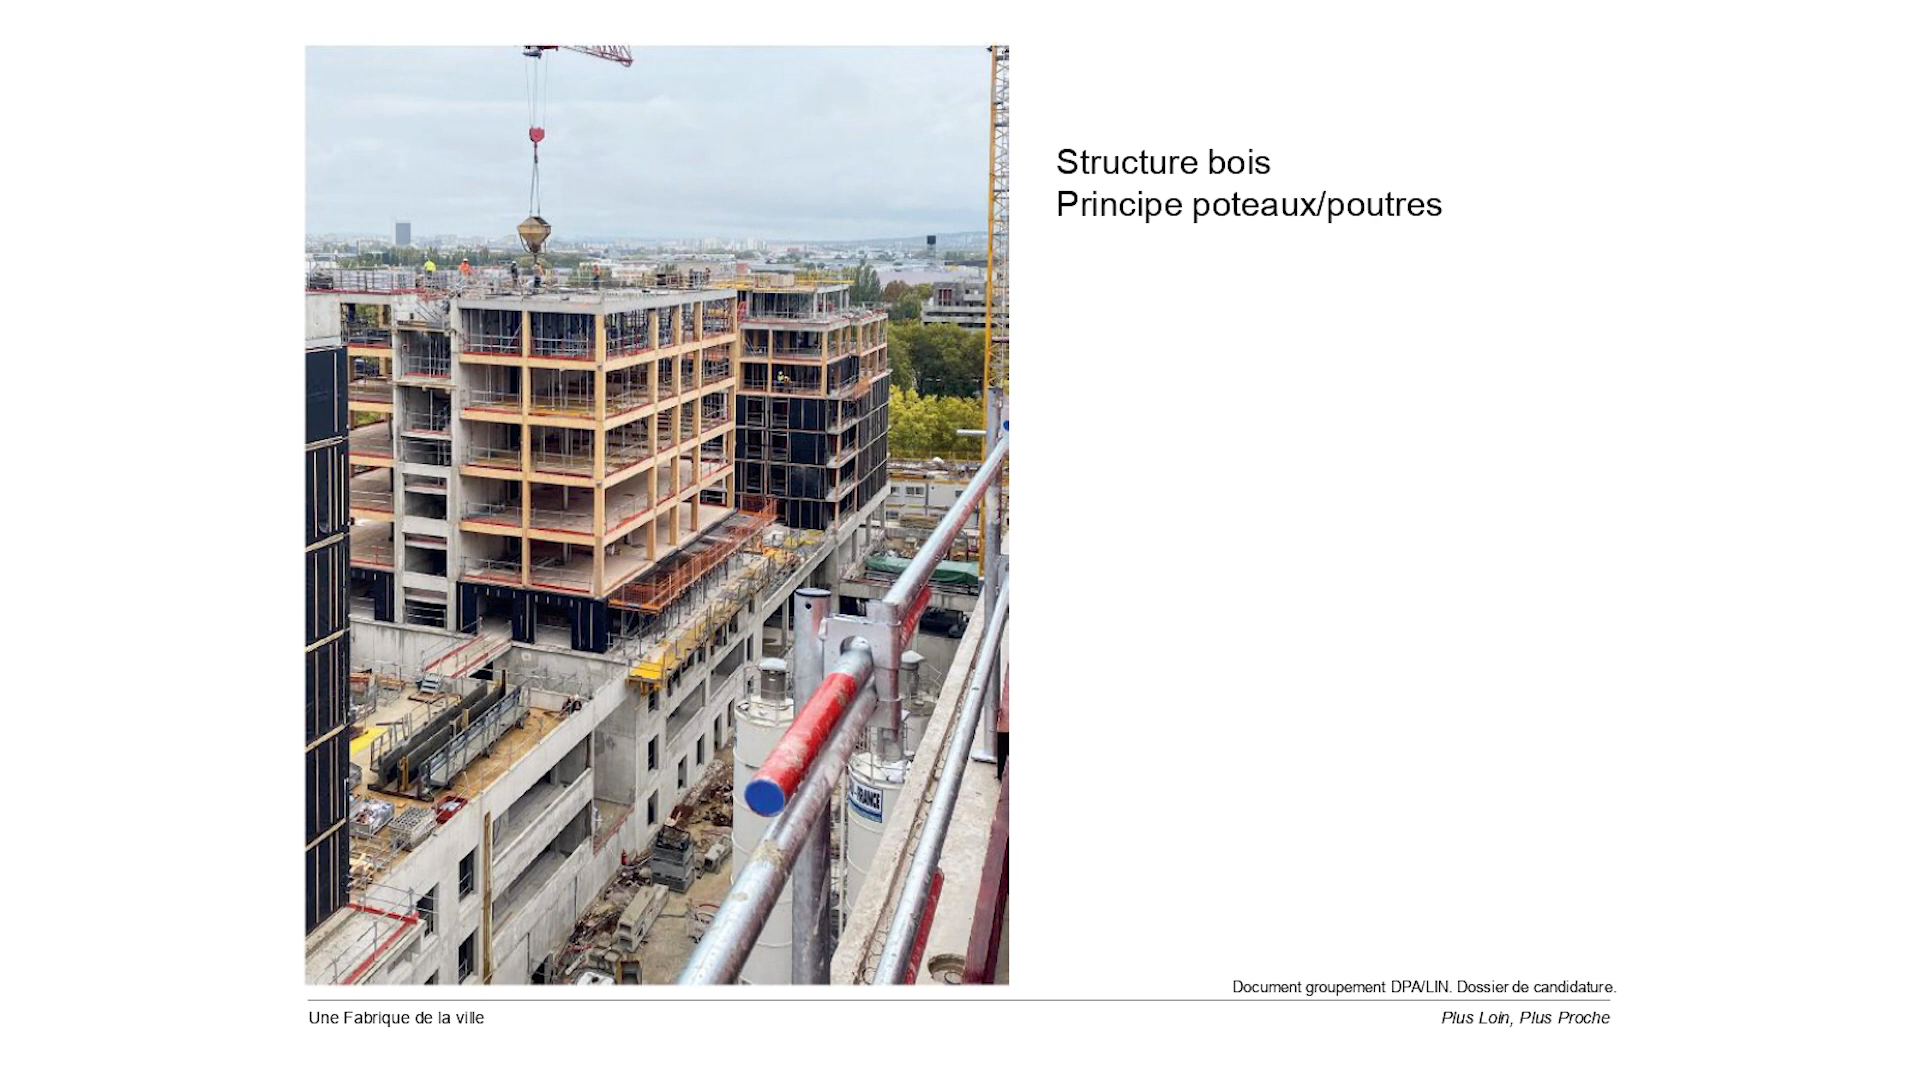 Structure bois
Principe poteaux/poutres
FRANCE
Document groupement DPA/LIN. Dossier de candidature.
Une Fabrique de la ville
Plus Loin, Plus Proche